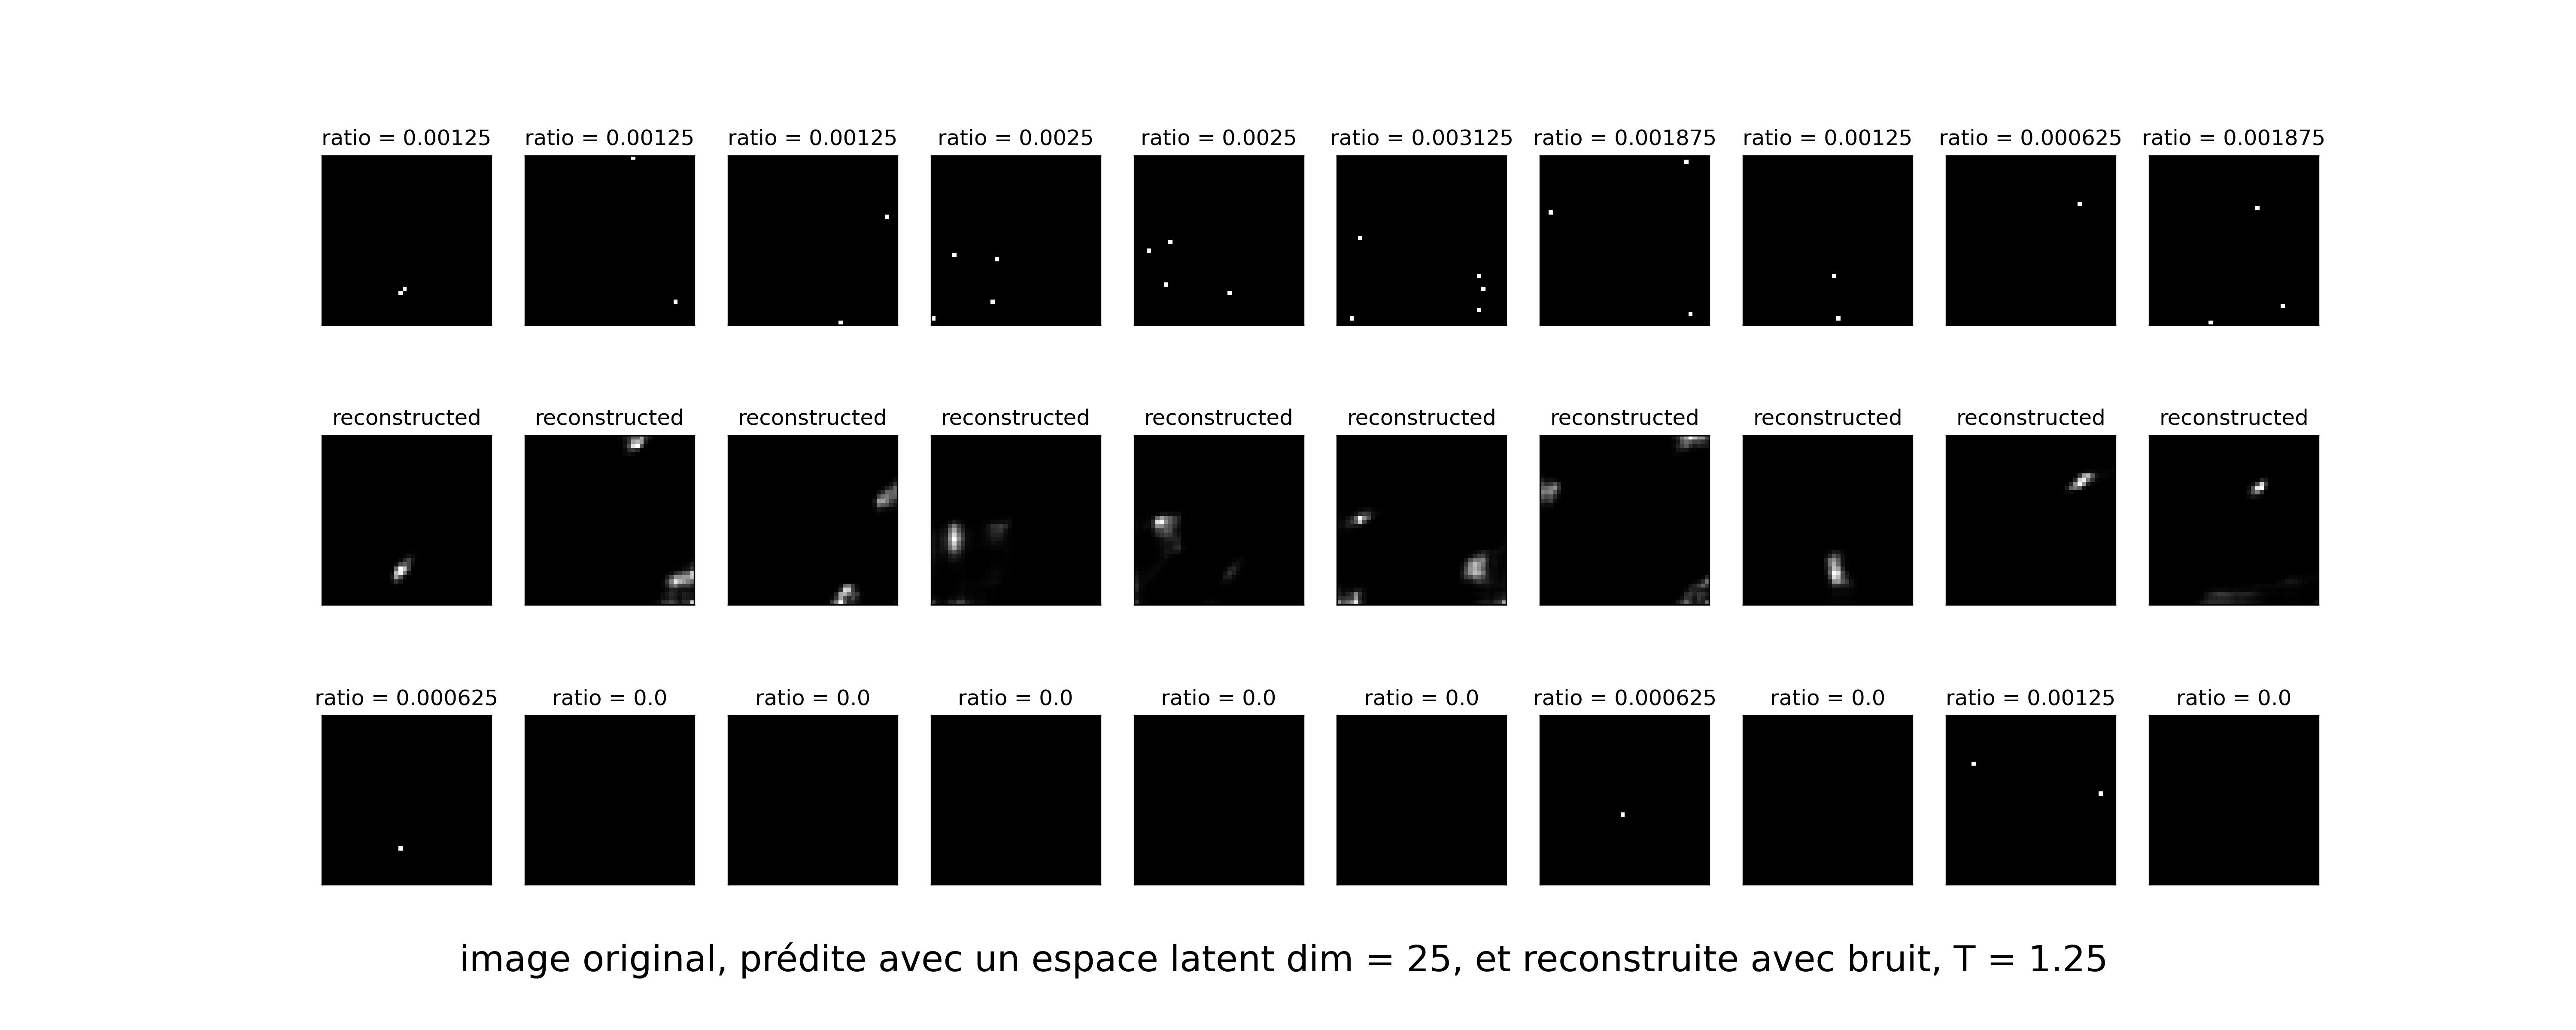 ratio = 0.00125 ratio = 0.00125 ratio = 0.00125 ratio = 0.0025 ratio = 0.0025 ratio = 0.003125 ratio = 0.001875 ratio = 0.00125 ratio = 0.000625 ratio = 0.001875
reconstructed reconstructed reconstructed reconstructed reconstructed reconstructed reconstructed reconstructed reconstructed reconstructed
ratio = 0.000625 ratio = 0.0 ratio = 0.0 ratio = 0.0 ratio = 0.0 ratio = 0.0 ratio = 0.000625 ratio = 0.0 ratio = 0.00125 ratio = 0.0
image original, prédite avec un espace latent dim = 25, et reconstruite avec bruit, T = 1.25